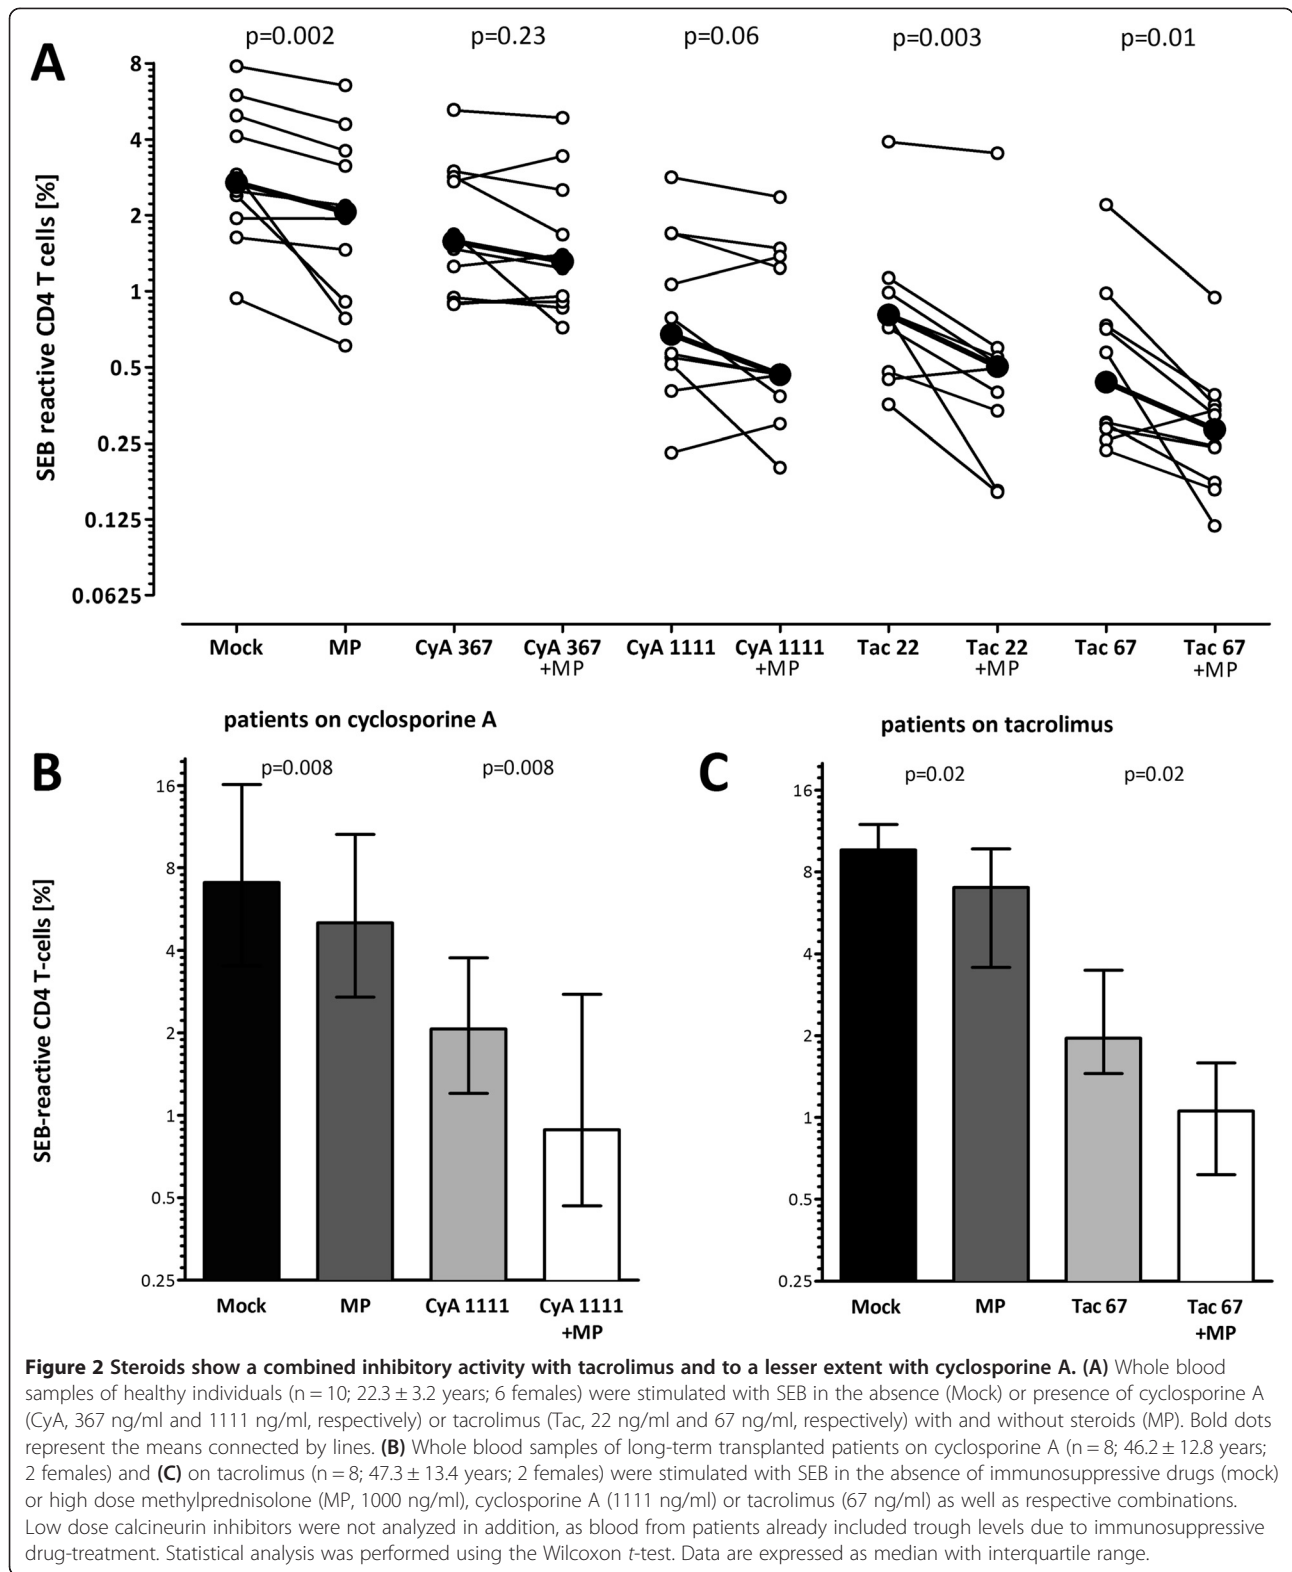 A
p=0.002
p=0.23
p=0.06
p=0.003
p=0.01
SEB reactive CD4 T cells [%]
8
4
2
1
0.5
0.25
0.125
0.0625
Mock
MP
CyA 367
CyA 367
+MP
CyA 1111
CyA 1111
+MP
Tac 22
Tac 22
+MP
Tac 67
Tac 67
+MP
patients on cyclosporine A
B
p=0.008
p=0.008
SEB-reactive CD4 T-cells [%]
16
8
4
2
1
0.5
0.25
Mock
MP
CyA 1111
CyA 1111
+MP
patients on tacrolimus
C
p=0.02
p=0.02
16
8
4
2
1
0.5
0.25
Mock
MP
Tac 67
Tac 67
+MP
Figure 2 Steroids show a combined inhibitory activity with tacrolimus and to a lesser extent with cyclosporine A. (A) Whole blood
samples of healthy individuals (n = 10; 22.3 ± 3.2 years; 6 females) were stimulated with SEB in the absence (Mock) or presence of cyclosporine A
(CyA, 367 ng/ml and 1111 ng/ml, respectively) or tacrolimus (Tac, 22 ng/ml and 67 ng/ml, respectively) with and without steroids (MP). Bold dots
represent the means connected by lines. (B) Whole blood samples of long-term transplanted patients on cyclosporine A (n = 8; 46.2 ± 12.8 years;
2 females) and (C) on tacrolimus (n = 8; 47.3 ± 13.4 years; 2 females) were stimulated with SEB in the absence of immunosuppressive drugs (mock)
or high dose methylprednisolone (MP, 1000 ng/ml), cyclosporine A (1111 ng/ml) or tacrolimus (67 ng/ml) as well as respective combinations.
Low dose calcineurin inhibitors were not analyzed in addition, as blood from patients already included trough levels due to immunosuppressive
drug-treatment. Statistical analysis was performed using the Wilcoxon t-test. Data are expressed as median with interquartile range.